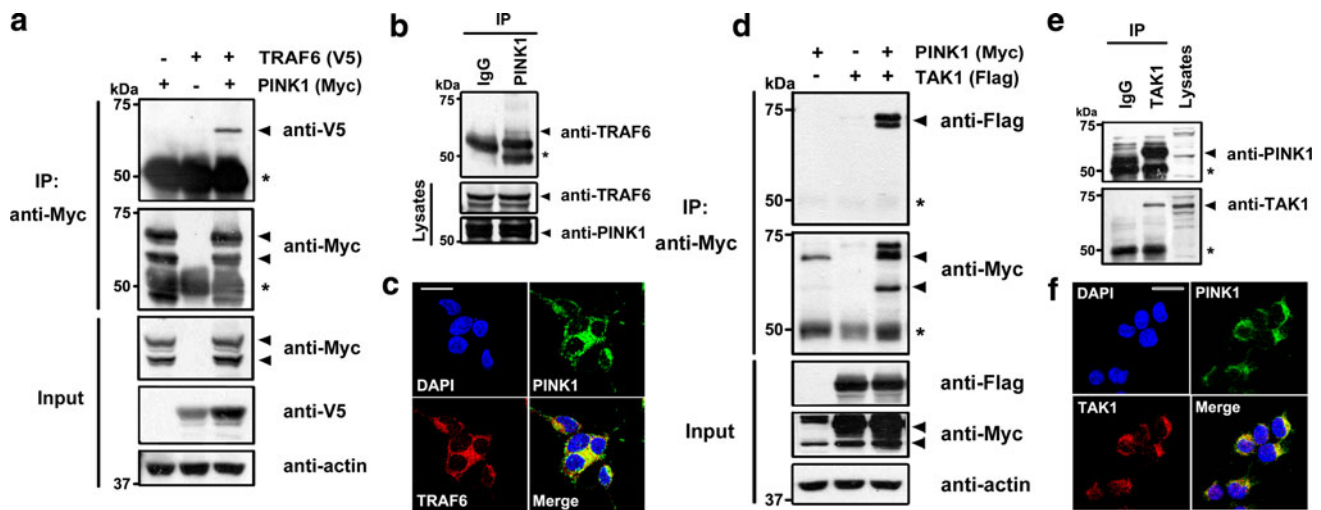 a
- + + TRAF6 (V5)
+ - + PINK1 (Myc)
kDa
75
anti-V5
50
*
IP:
anti-Myc
75
anti-Myc
50
*
Input
anti-Myc
anti-V5
anti-actin
37
b
IP
IgG
PINK1
kDa
75
anti-TRAF6
50
*
Lysates
anti-TRAF6
anti-PINK1
50
c
DAPI
PINK1
TRAF6
Merge
d
+ - + PINK1 (Myc)
- + + TAK1 (Flag)
kDa
75
anti-Flag
50
*
IP:
anti-Myc
75
anti-Myc
50
*
Input
anti-Flag
anti-Myc
anti-actin
37
e
IP
IgG
TAK1
Lysates
kDa
75
anti-PINK1
50
*
75
anti-TAK1
50
*
f
DAPI
PINK1
TAK1
Merge